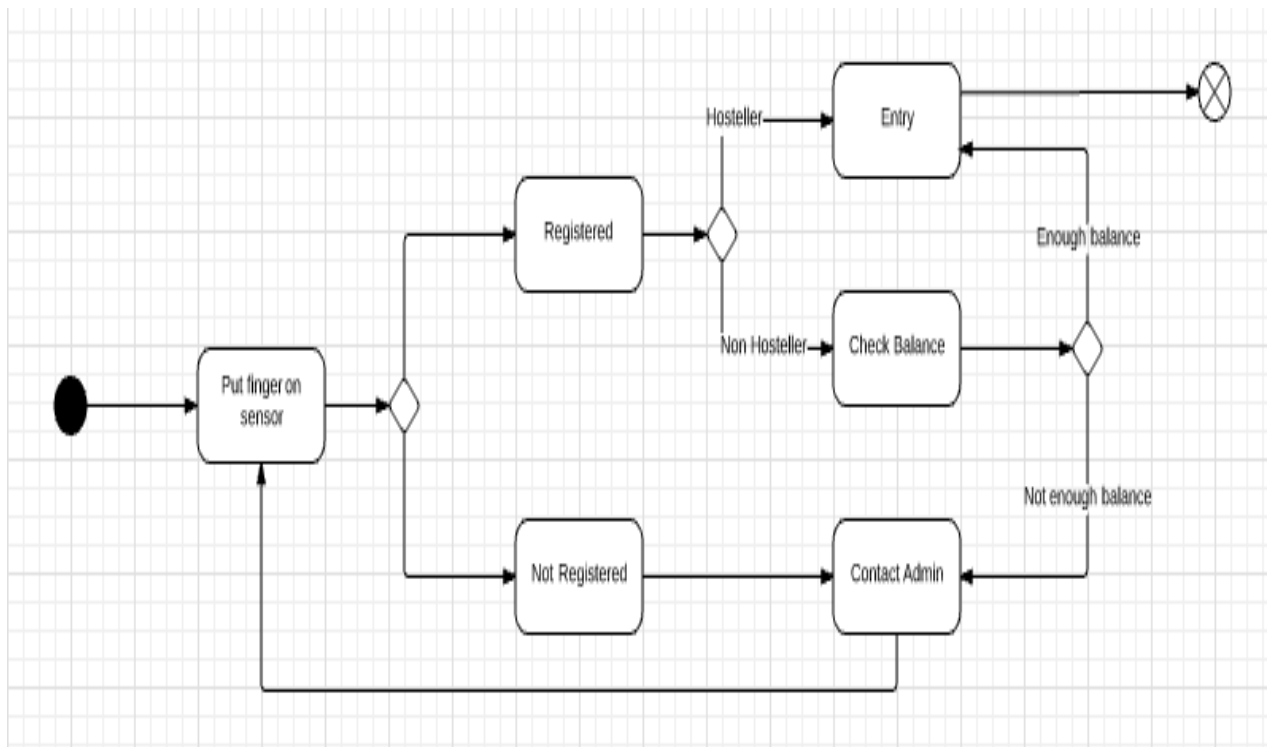 Hosteller
Entry
Registered
Enough balance
Non Hosteller
Check Balance
Put finger on
sensor
Not enough balance
Not Registered
Contact Admin